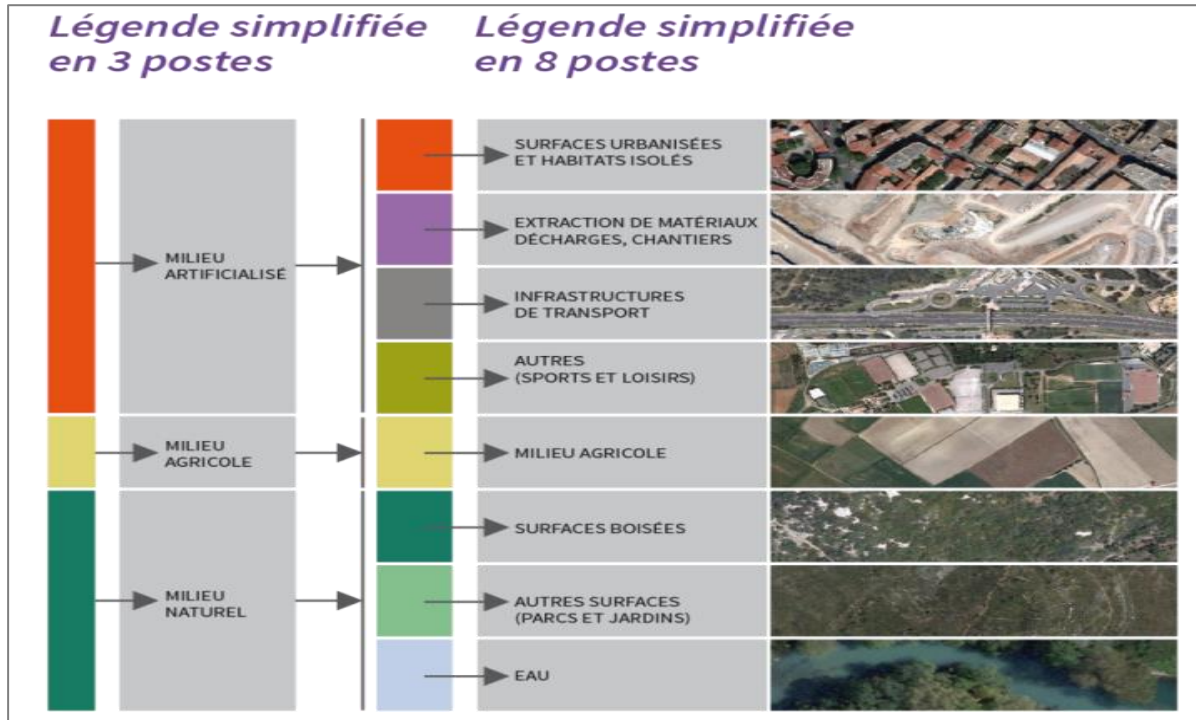 Légende simplifiée
en 3 postes
Légende simplifiée
en 8 postes
MILIEU
ARTIFICIALISÉ
SURFACES URBANISÉES
ET HABITATS ISOLÉS
EXTRACTION DE MATÉRIAUX
DÉCHARGES, CHANTIERS
INFRASTRUCTURES
DE TRANSPORT
AUTRES
(SPORTS ET LOISIRS)
MILIEU
AGRICOLE
MILIEU AGRICOLE
MILIEU
NATUREL
SURFACES BOISÉES
AUTRES SURFACES
(PARCS ET JARDINS)
EAU